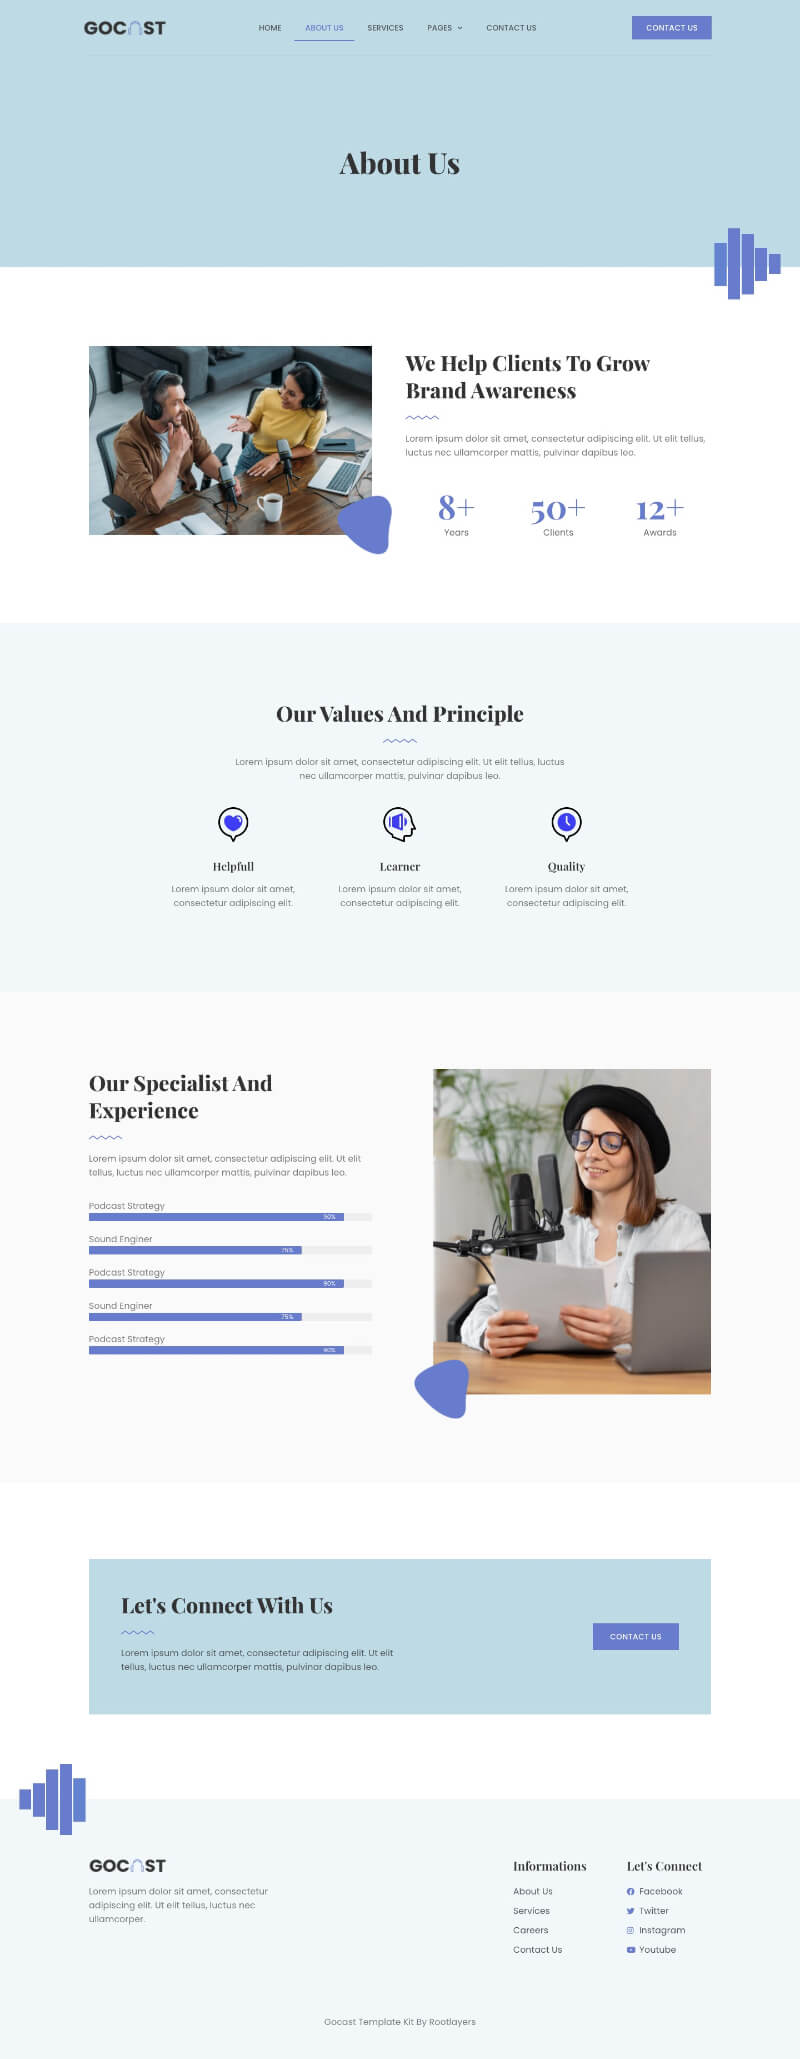 GOCAST
HOME
ABOUT US
SERVICES
PAGES
CONTACT US
CONTACT US
About Us
We Help Clients To Grow
Brand Awareness
Lorem ipsum dolor sit amet, consectetur adipiscing elit. Ut elit tellus,
luctus nec ullamcorper mattis, pulvinar dapibus leo.
8+
Years
50+
Clients
12+
Awards
Our Values And Principle
Lorem ipsum dolor sit amet, consectetur adipiscing elit. Ut elit tellus, luctus
nec ullamcorper mattis, pulvinar dapibus leo.
Helpfull
Lorem ipsum dolor sit amet,
consectetur adipiscing elit.
Learner
Lorem ipsum dolor sit amet,
consectetur adipiscing elit.
Quality
Lorem ipsum dolor sit amet,
consectetur adipiscing elit.
Our Specialist And
Experience
Lorem ipsum dolor sit amet, consectetur adipiscing elit. Ut elit
tellus, luctus nec ullamcorper mattis, pulvinar dapibus leo.
Podcast Strategy
90%
Sound Enginer
75%
Podcast Strategy
90%
Sound Enginer
75%
Podcast Strategy
90%
Let's Connect With Us
Lorem ipsum dolor sit amet, consectetur adipiscing elit. Ut elit
tellus, luctus nec ullamcorper mattis, pulvinar dapibus leo.
CONTACT US
GOCAST
Lorem ipsum dolor sit amet, consectetur
adipiscing elit. Ut elit tellus, luctus nec
ullamcorper.
Informations
About Us
Services
Careers
Contact Us
Let's Connect
Facebook
Twitter
Instagram
Youtube
Gocast Template Kit By Rootlayers